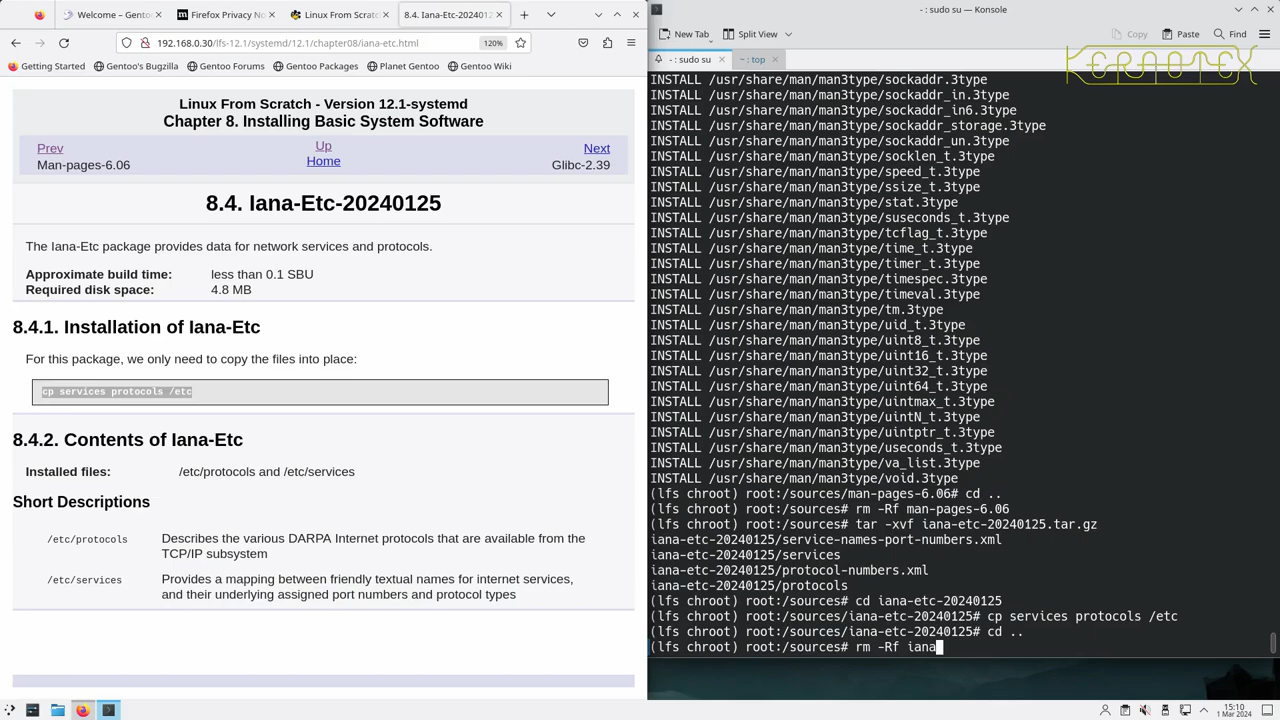 Welcome – Gento
Firefox Privacy No
Linux From Scratc
8.4. Iana-Etc-2024012
192.168.0.30/lfs-12.1/systemd/12.1/chapter08/iana-etc.html
120%
Getting Started
Gentoo's Bugzilla
Gentoo Forums
Gentoo Packages
Planet Gentoo
Gentoo Wiki
Linux From Scratch - Version 12.1-systemd
Chapter 8. Installing Basic System Software
Prev
Up
Next
Man-pages-6.06
Home
Glibc-2.39
8.4. Iana-Etc-20240125
The Iana-Etc package provides data for network services and protocols.
Approximate build time: less than 0.1 SBU
Required disk space: 4.8 MB
8.4.1. Installation of Iana-Etc
For this package, we only need to copy the files into place:
cp services protocols /etc
8.4.2. Contents of Iana-Etc
Installed files: /etc/protocols and /etc/services
Short Descriptions
/etc/protocols Describes the various DARPA Internet protocols that are available from the
TCP/IP subsystem
/etc/services Provides a mapping between friendly textual names for internet services,
and their underlying assigned port numbers and protocol types
- : sudo su — Konsole
New Tab
Split View
Copy
Paste
Find
- : sudo su
~ : top
KERAOTEX
INSTALL /usr/share/man/man3type/sockaddr.3type
INSTALL /usr/share/man/man3type/sockaddr_in.3type
INSTALL /usr/share/man/man3type/sockaddr_in6.3type
INSTALL /usr/share/man/man3type/sockaddr_storage.3type
INSTALL /usr/share/man/man3type/sockaddr_un.3type
INSTALL /usr/share/man/man3type/socklen_t.3type
INSTALL /usr/share/man/man3type/speed_t.3type
INSTALL /usr/share/man/man3type/ssize_t.3type
INSTALL /usr/share/man/man3type/stat.3type
INSTALL /usr/share/man/man3type/suseconds_t.3type
INSTALL /usr/share/man/man3type/tcflag_t.3type
INSTALL /usr/share/man/man3type/time_t.3type
INSTALL /usr/share/man/man3type/timer_t.3type
INSTALL /usr/share/man/man3type/timespec.3type
INSTALL /usr/share/man/man3type/timeval.3type
INSTALL /usr/share/man/man3type/tm.3type
INSTALL /usr/share/man/man3type/uid_t.3type
INSTALL /usr/share/man/man3type/uint8_t.3type
INSTALL /usr/share/man/man3type/uint16_t.3type
INSTALL /usr/share/man/man3type/uint32_t.3type
INSTALL /usr/share/man/man3type/uint64_t.3type
INSTALL /usr/share/man/man3type/uintmax_t.3type
INSTALL /usr/share/man/man3type/uintN_t.3type
INSTALL /usr/share/man/man3type/uintptr_t.3type
INSTALL /usr/share/man/man3type/useconds_t.3type
INSTALL /usr/share/man/man3type/va_list.3type
INSTALL /usr/share/man/man3type/void.3type
(lfs chroot) root:/sources/man-pages-6.06# cd ..
(lfs chroot) root:/sources# rm -Rf man-pages-6.06
(lfs chroot) root:/sources# tar -xvf iana-etc-20240125.tar.gz
iana-etc-20240125/service-names-port-numbers.xml
iana-etc-20240125/services
iana-etc-20240125/protocol-numbers.xml
iana-etc-20240125/protocols
(lfs chroot) root:/sources# cd iana-etc-20240125
(lfs chroot) root:/sources/iana-etc-20240125# cp services protocols /etc
(lfs chroot) root:/sources/iana-etc-20240125# cd ..
(lfs chroot) root:/sources# rm -Rf iana
15:10
1 Mar 2024